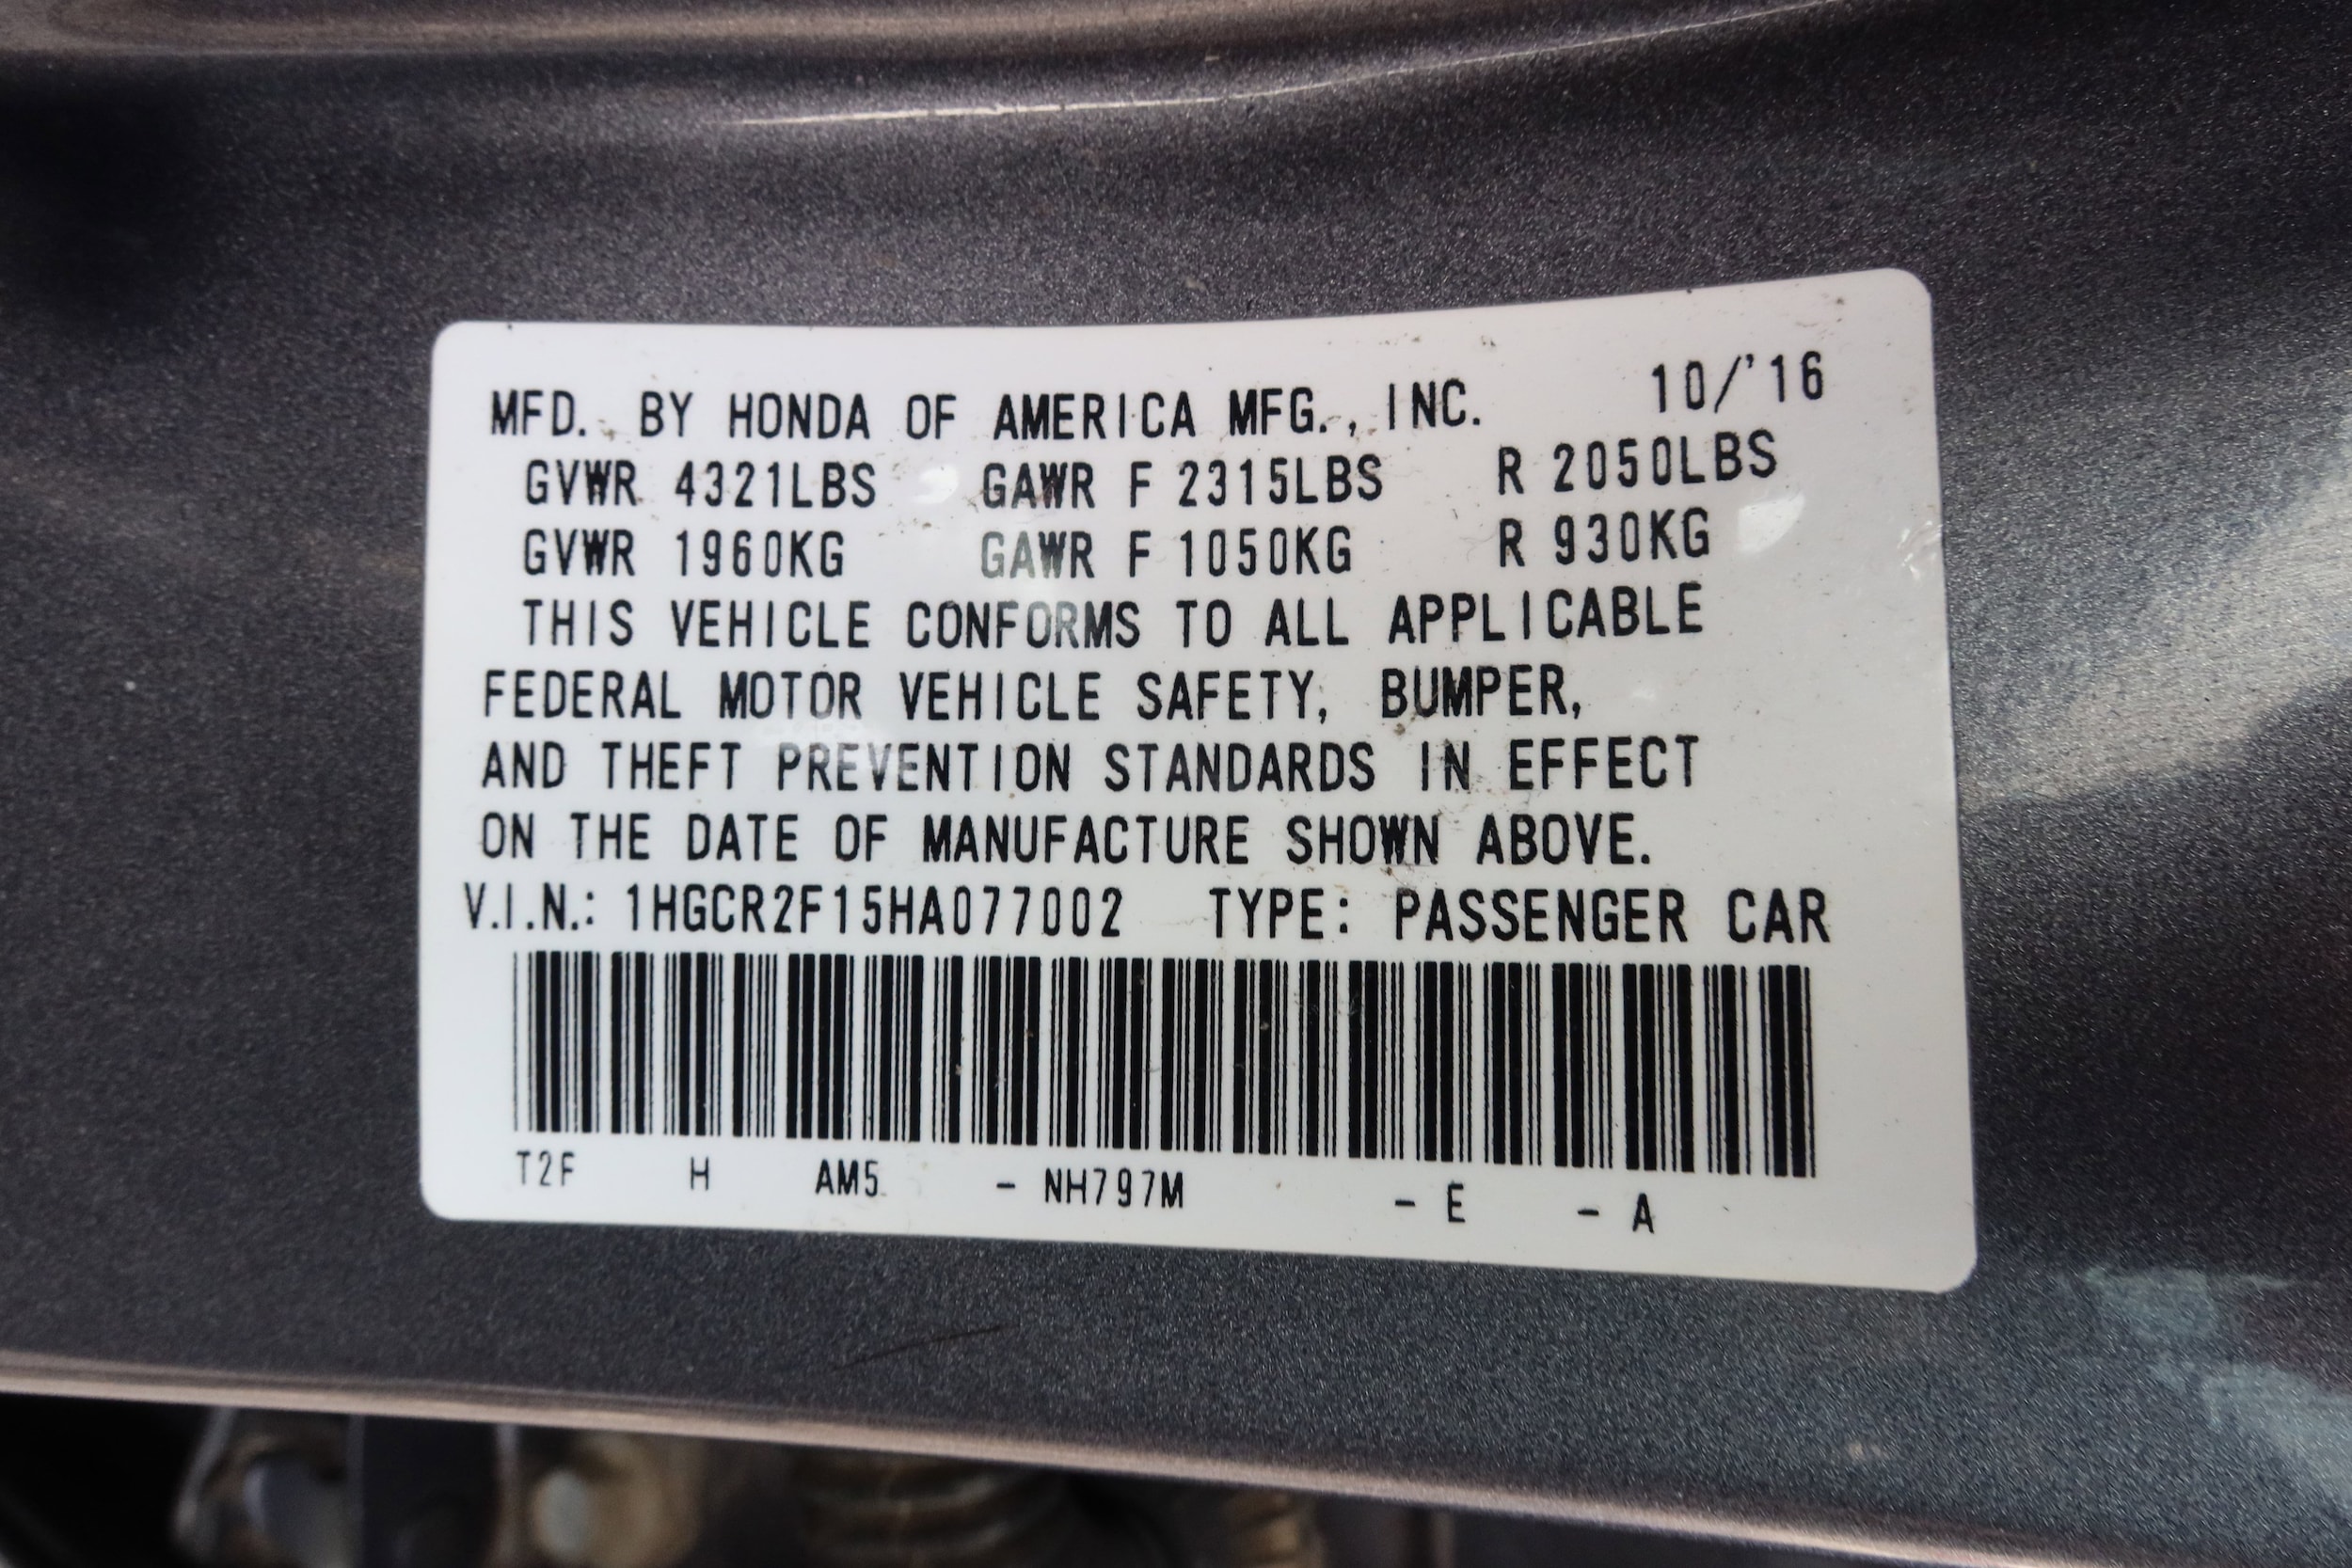 MFD. BY HONDA OF AMERICA MFG., INC. 10/'16
GVWR 4321LBS GAWR F 2315LBS R 2050LBS
GVWR 1960KG GAWR F 1050KG R 930KG
THIS VEHICLE CONFORMS TO ALL APPLICABLE
FEDERAL MOTOR VEHICLE SAFETY, BUMPER,
AND THEFT PREVENTION STANDARDS IN EFFECT
ON THE DATE OF MANUFACTURE SHOWN ABOVE.
V.I.N.: 1HGCR2F15HA077002 TYPE: PASSENGER CAR
T2F H AM5 - NH797M - E - A